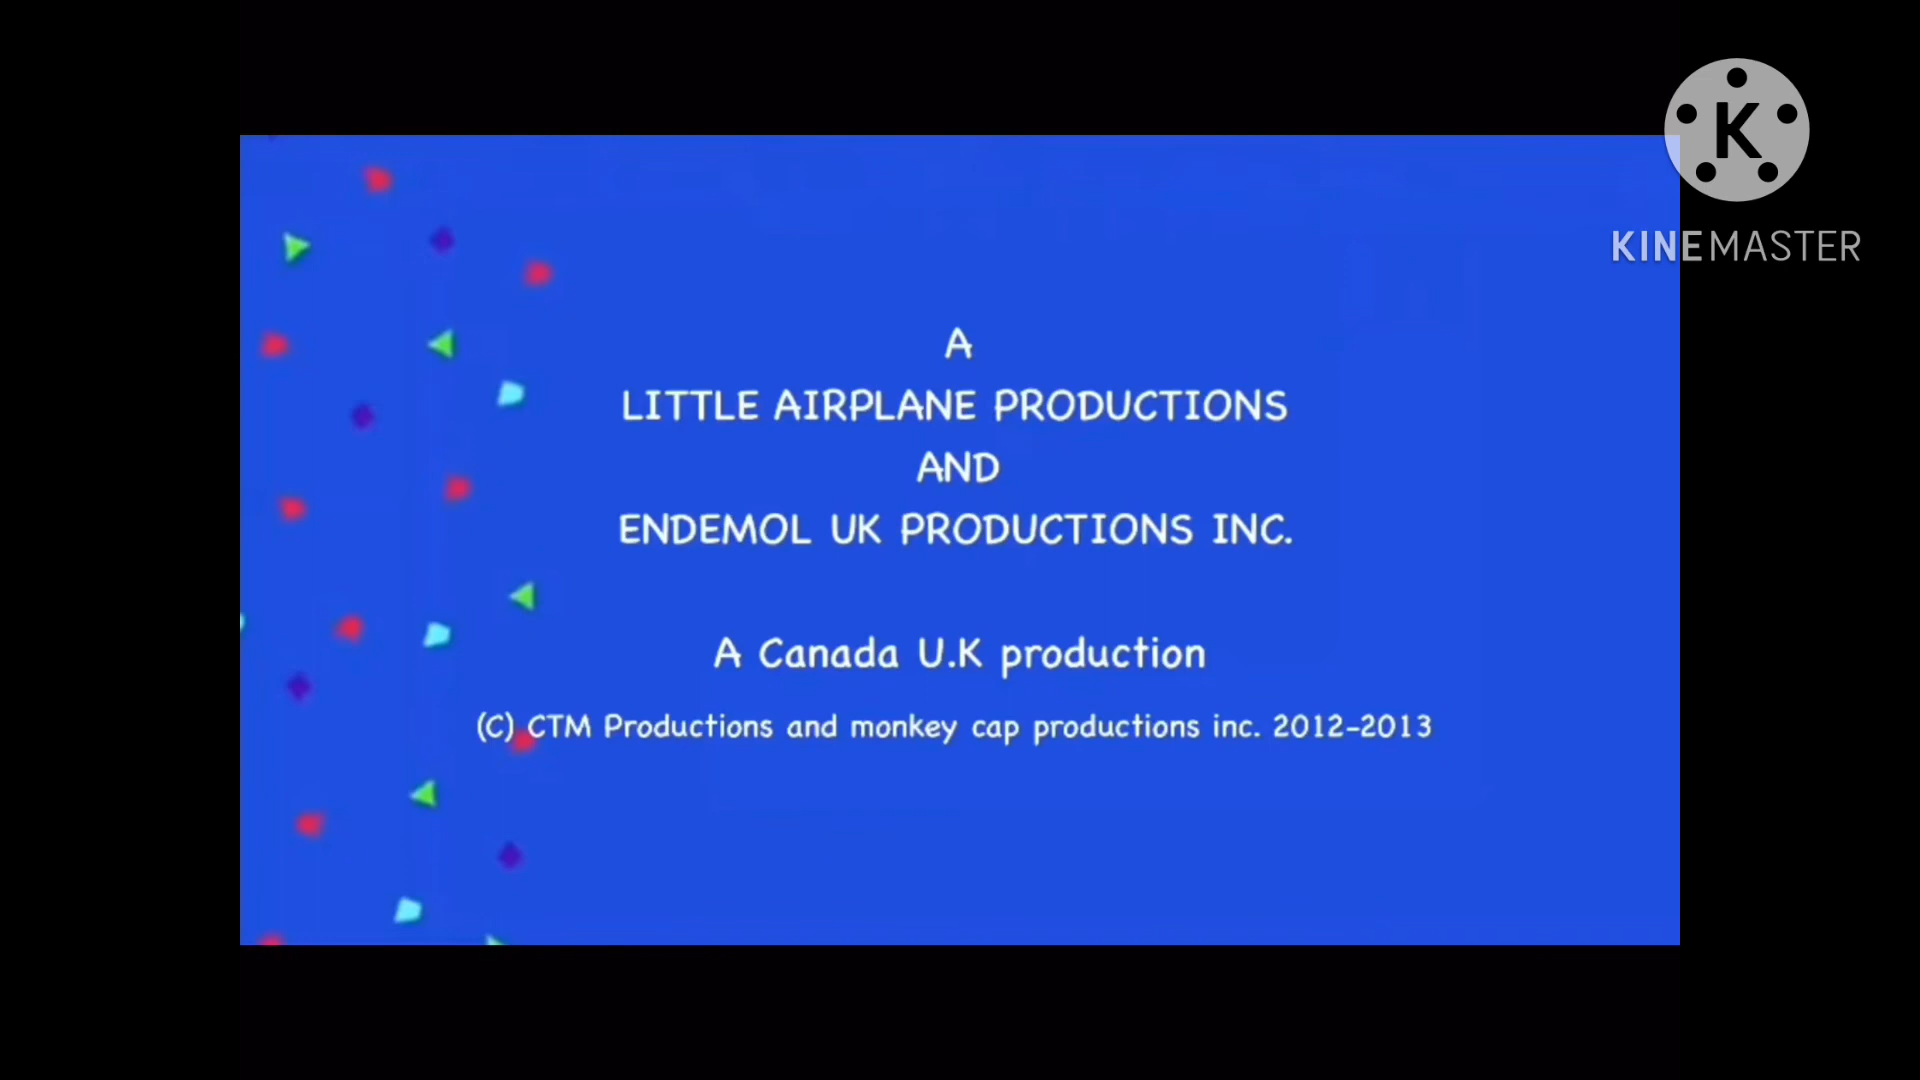 K
KINEMASTER
A
LITTLE AIRPLANE PRODUCTIONS
AND
ENDEMOL UK PRODUCTIONS INC.
A Canada U.K production
(C) CTM Productions and monkey cap productions inc. 2012-2013